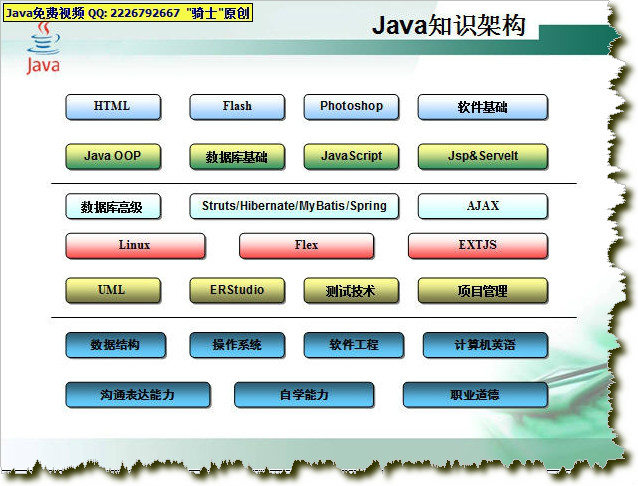 Java免费视频 QQ: 2226792667 "骑士"原创
Java知识架构
Java
HTML Flash Photoshop 软件基础
Java OOP 数据库基础 JavaScript Jsp&Servelt
数据库高级 Struts/Hibernate/MyBatis/Spring AJAX
Linux Flex EXTJS
UML ERStudio 测试技术 项目管理
数据结构 操作系统 软件工程 计算机英语
沟通表达能力 自学能力 职业道德